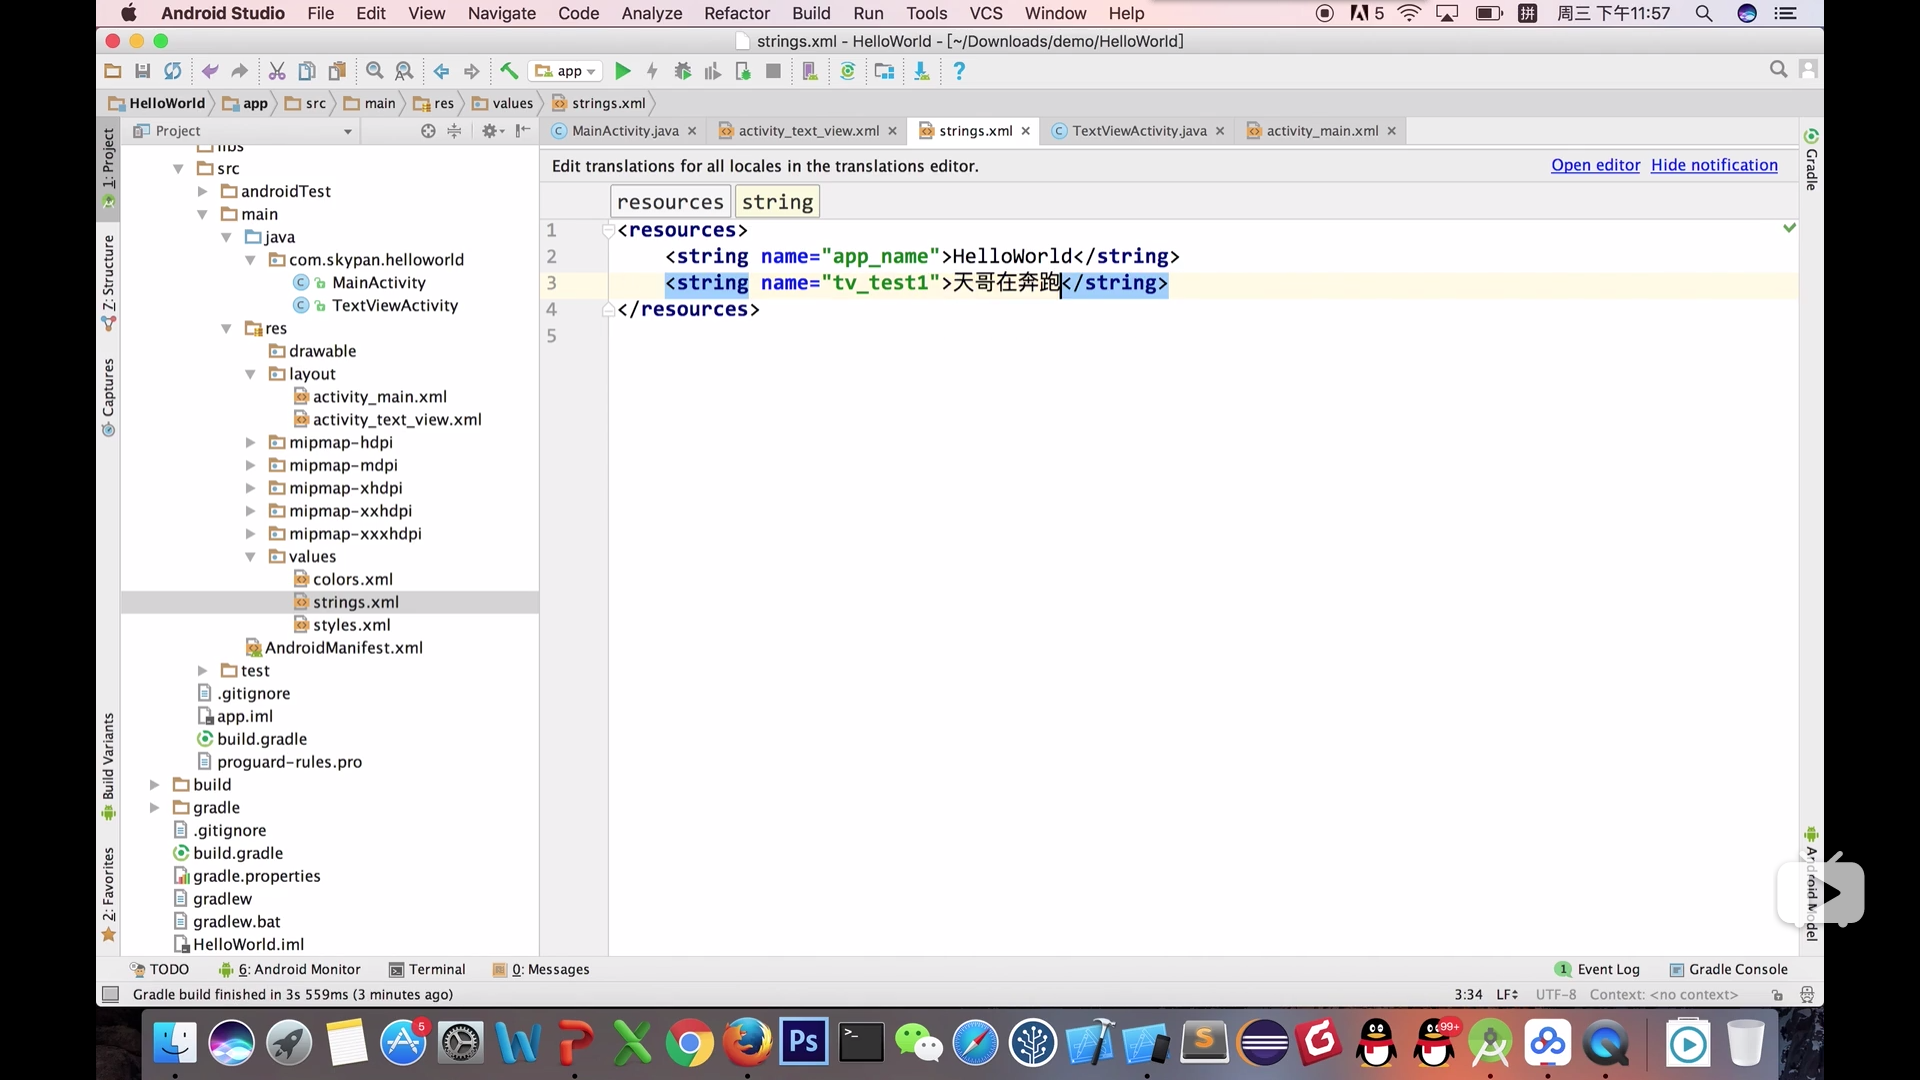 Android Studio File Edit View Navigate Code Analyze Refactor Build Run Tools VCS Window Help 5 拼 周三 下午11:57
strings.xml - HelloWorld - [~/Downloads/demo/HelloWorld]
app
HelloWorld app src main res values strings.xml
Project
MainActivity.java activity_text_view.xml strings.xml TextViewActivity.java activity_main.xml
Edit translations for all locales in the translations editor. Open editor Hide notification
resources string
1 <resources>
2 <string name="app_name">HelloWorld</string>
3 <string name="tv_test1">天哥在奔跑</string>
4 </resources>
5
libs
src
androidTest
main
java
com.skypan.helloworld
MainActivity
TextViewActivity
res
drawable
layout
activity_main.xml
activity_text_view.xml
mipmap-hdpi
mipmap-mdpi
mipmap-xhdpi
mipmap-xxhdpi
mipmap-xxxhdpi
values
colors.xml
strings.xml
styles.xml
AndroidManifest.xml
test
.gitignore
app.iml
build.gradle
proguard-rules.pro
build
gradle
.gitignore
build.gradle
gradle.properties
gradlew
gradlew.bat
HelloWorld.iml
1: Project
7: Structure
Captures
Build Variants
2: Favorites
Gradle
Android Model
TODO 6: Android Monitor Terminal 0: Messages 1 Event Log Gradle Console
Gradle build finished in 3s 559ms (3 minutes ago) 3:34 LF UTF-8 Context: <no context>
5 Ps 99+